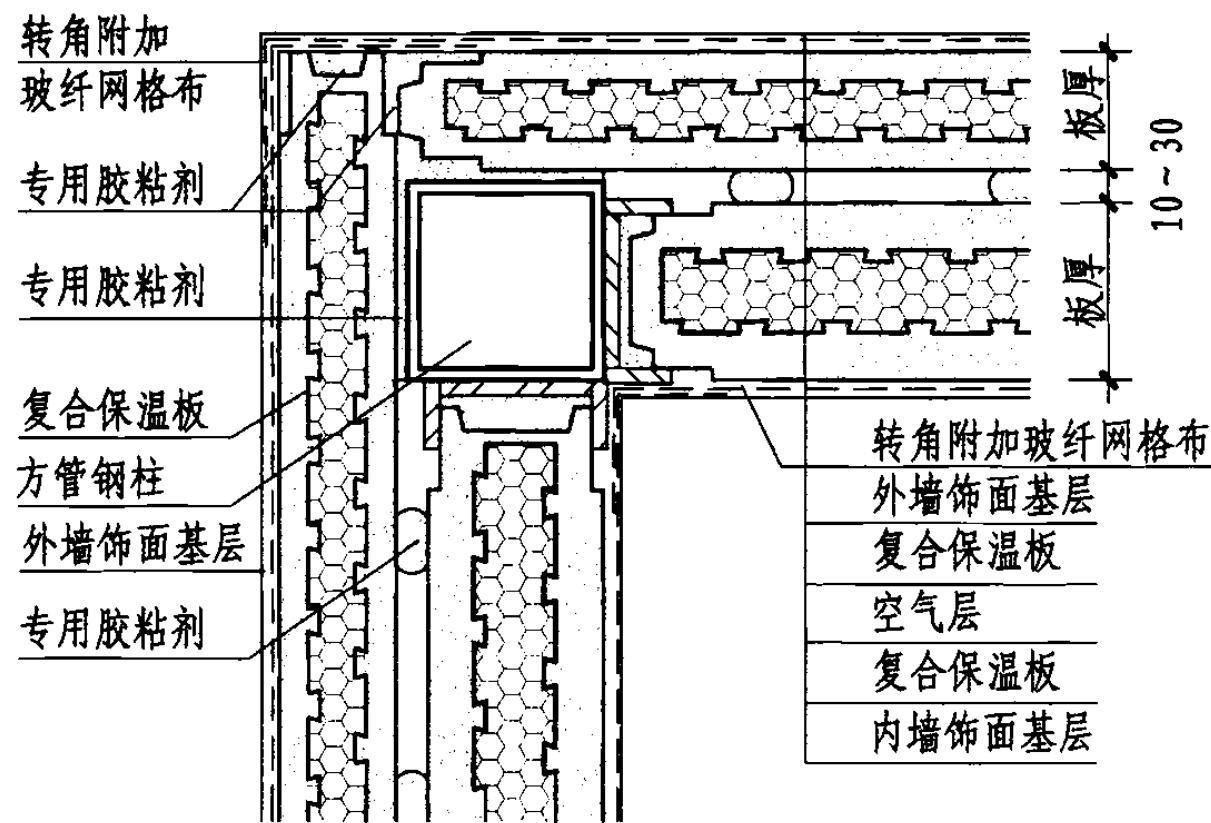 转角附加
玻纤网格布
专用胶粘剂
专用胶粘剂
复合保温板
方管钢柱
外墙饰面基层
专用胶粘剂
板厚
10~30
板厚
转角附加玻纤网格布
外墙饰面基层
复合保温板
空气层
复合保温板
内墙饰面基层